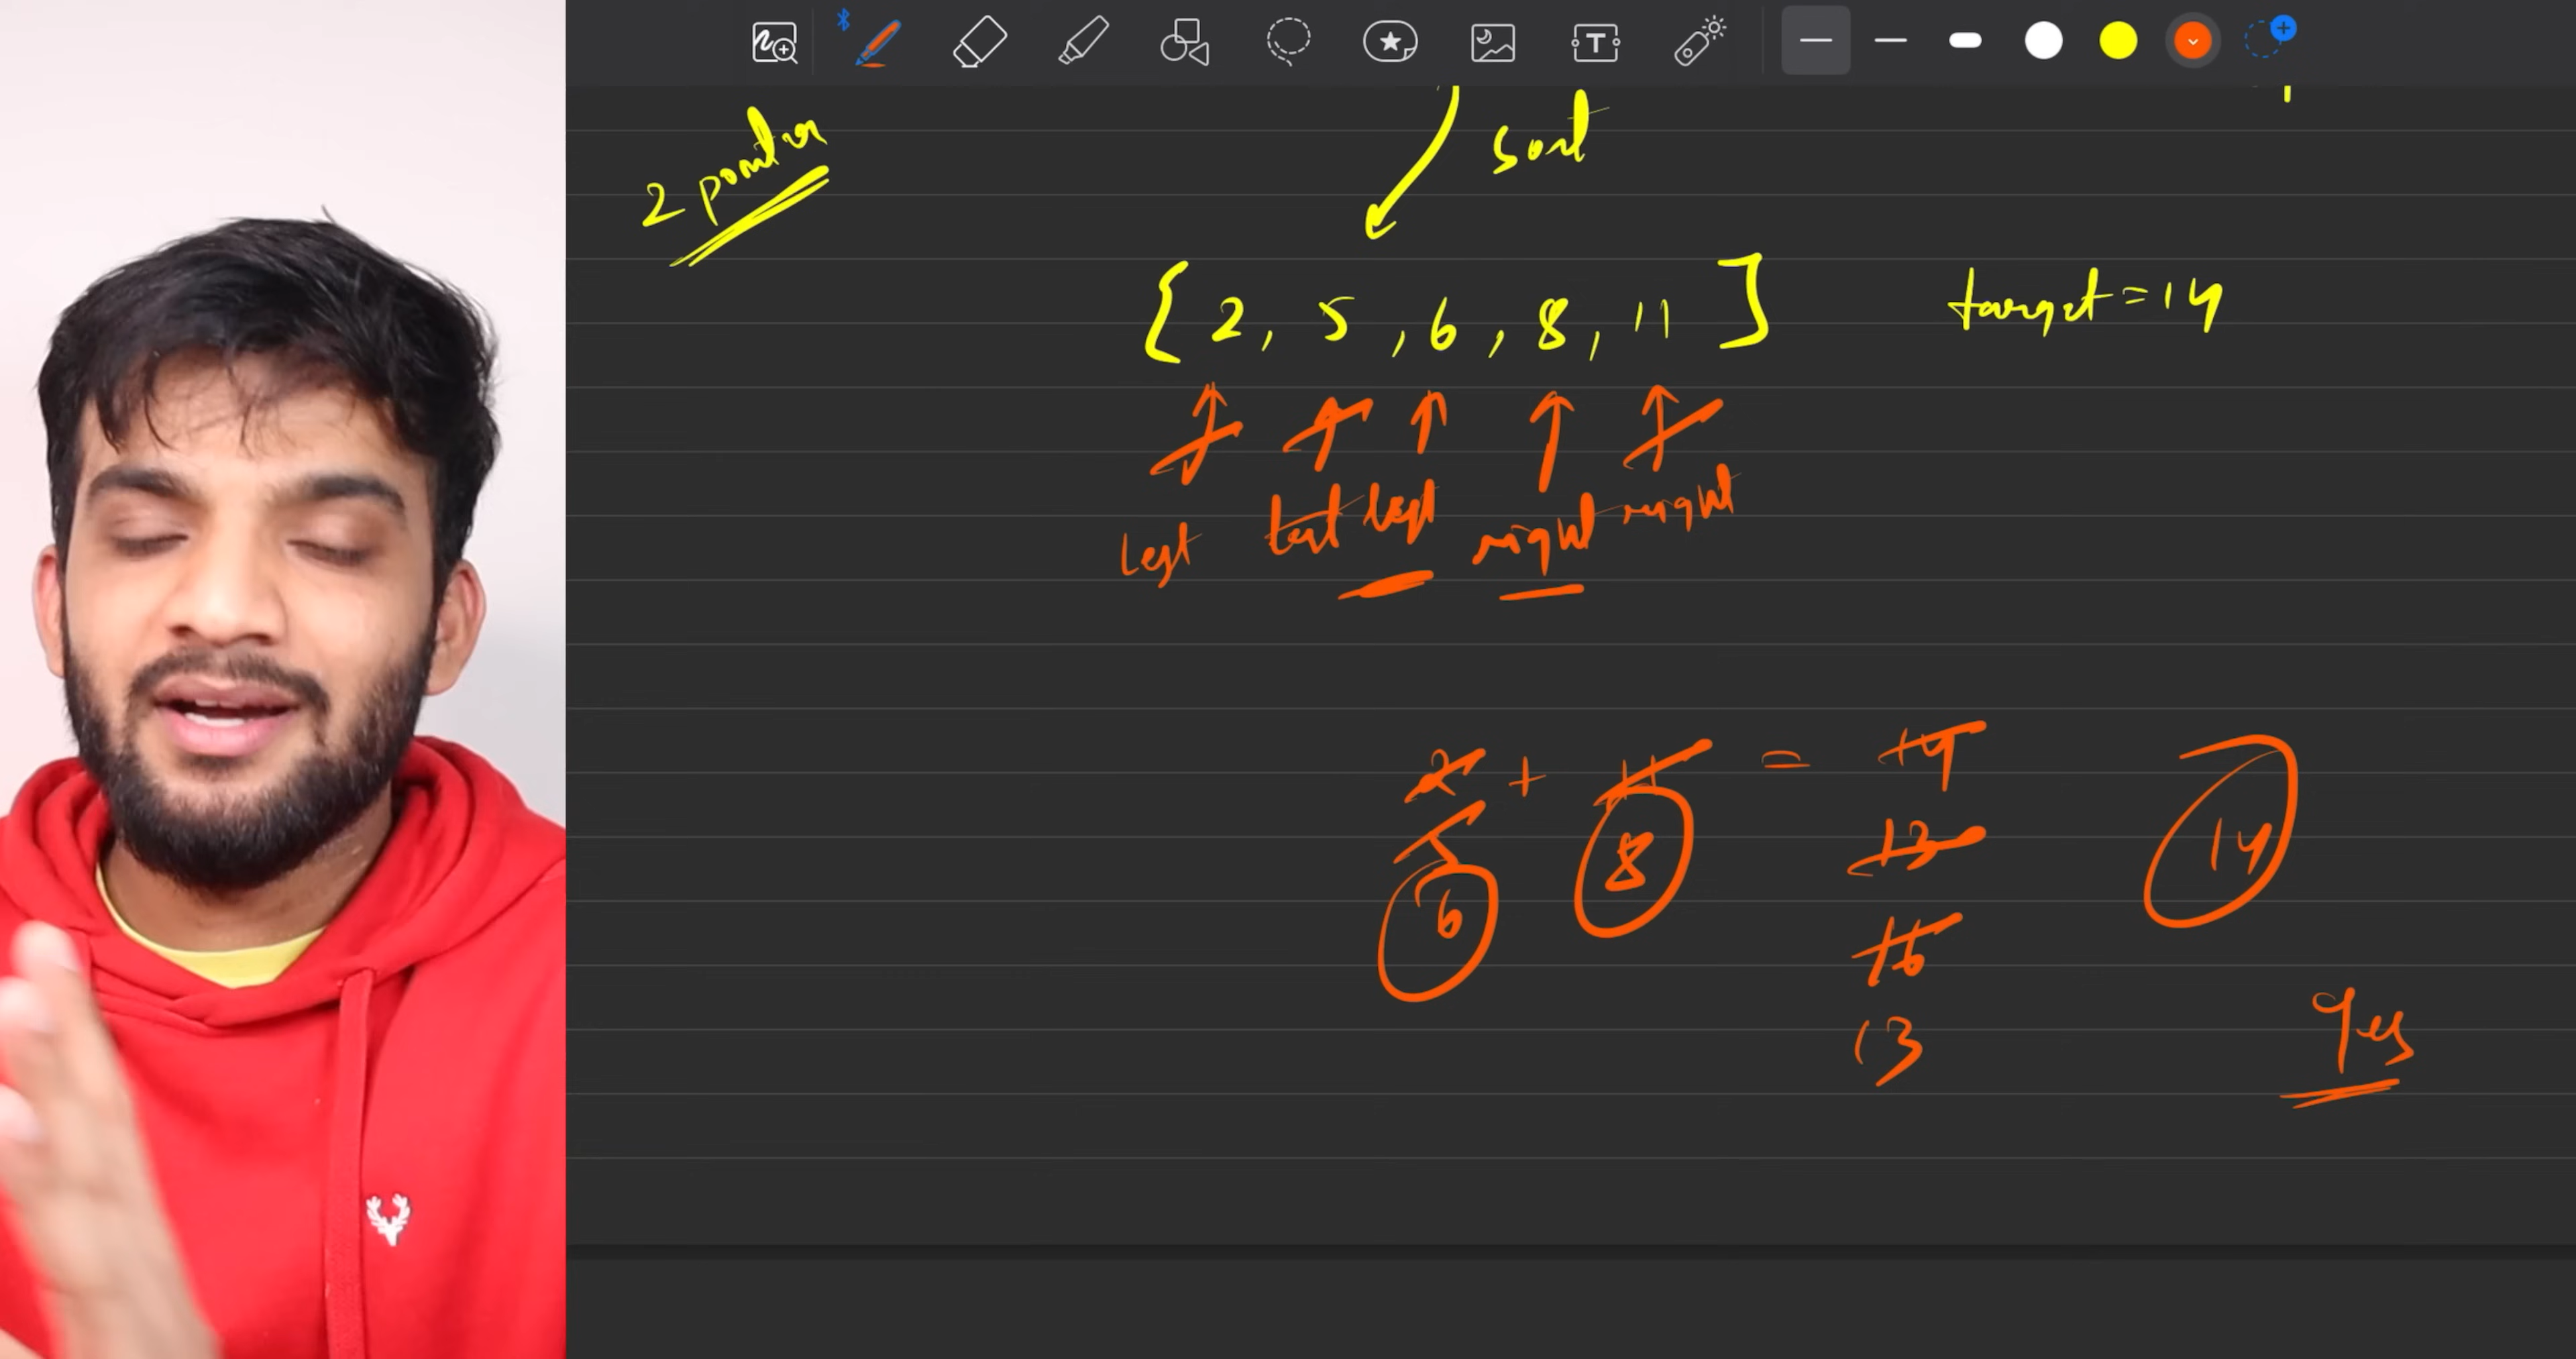 sort
2 pointer
{ 2, 5, 6, 8, 11 ] target = 14
left left left right right
2 + 11 = 14
5 8 13 14
6 16
13 Yes